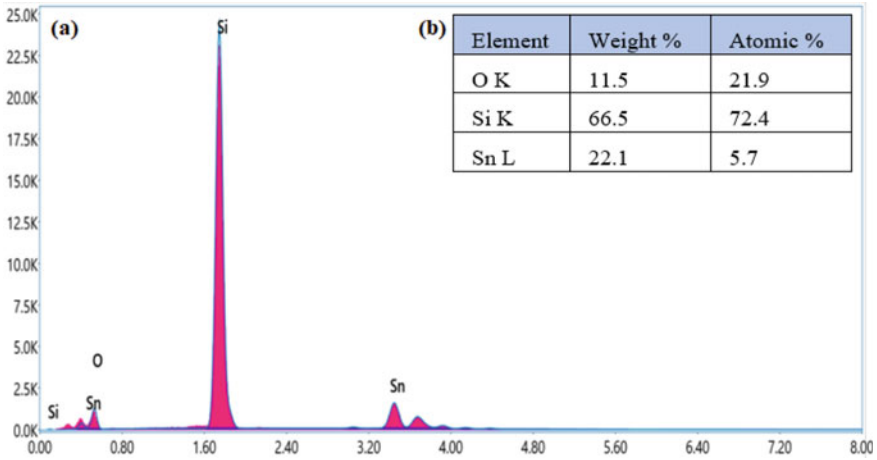 (a)
25.0K
22.5K
20.0K
17.5K
15.0K
12.5K
10.0K
7.5K
5.0K
2.5K
0.0K
Si
O
Si
Sn
Sn
0.00 0.80 1.60 2.40 3.20 4.00 4.80 5.60 6.40 7.20 8.00
(b)
Element Weight % Atomic %
O K 11.5 21.9
Si K 66.5 72.4
Sn L 22.1 5.7